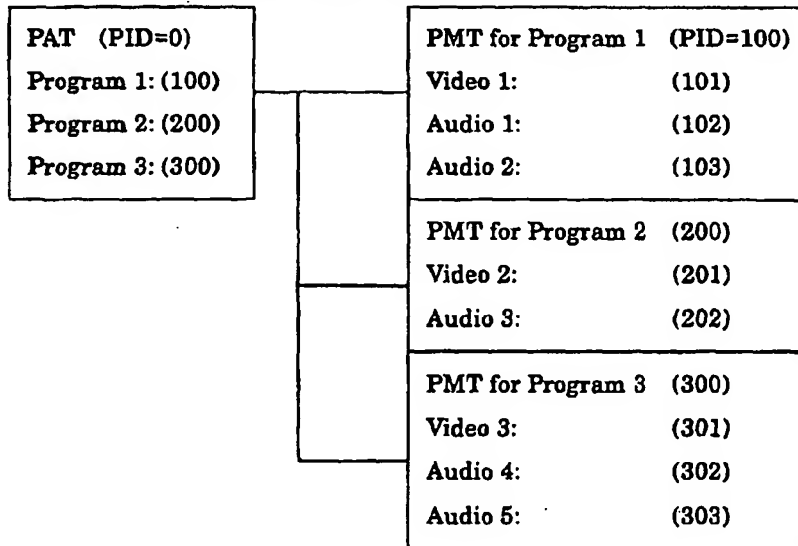 PAT (PID=0)
Program 1: (100)
Program 2: (200)
Program 3: (300)
PMT for Program 1 (PID=100)
Video 1: (101)
Audio 1: (102)
Audio 2: (103)
PMT for Program 2 (200)
Video 2: (201)
Audio 3: (202)
PMT for Program 3 (300)
Video 3: (301)
Audio 4: (302)
Audio 5: (303)